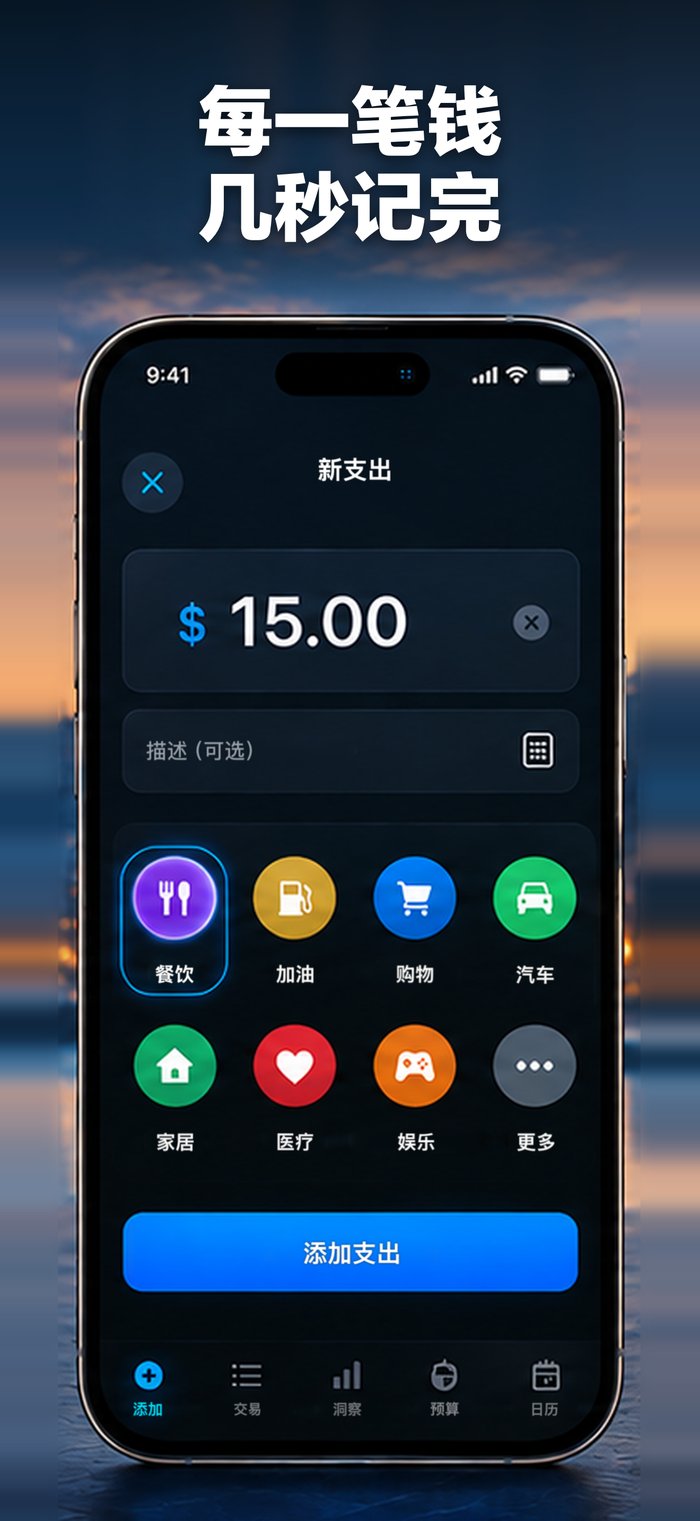 每一笔钱
几秒记完
9:41
新支出
$ 15.00
描述 (可选)
餐饮 加油 购物 汽车
家居 医疗 娱乐 更多
添加支出
添加 交易 洞察 预算 日历